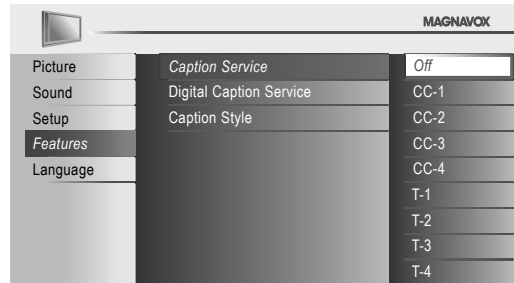 MAGNAVOX
Picture
Sound
Setup
Features
Language
Caption Service
Digital Caption Service
Caption Style
Off
CC-1
CC-2
CC-3
CC-4
T-1
T-2
T-3
T-4